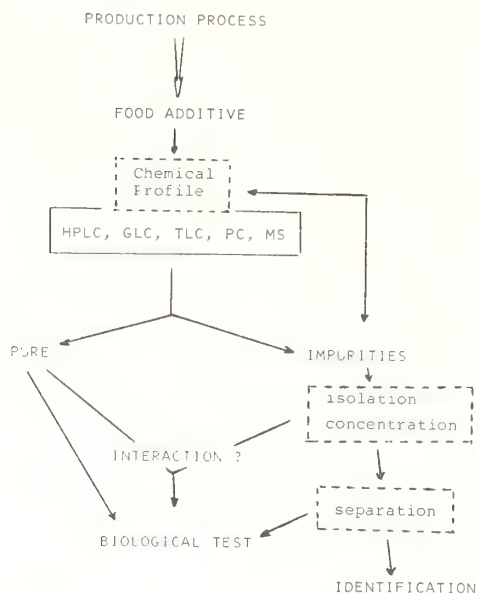 PRODUCTION PROCESS
FOOD ADDITIVE
Chemical
Profile
HPLC, GLC, TLC, PC, MS
PURE
IMPURITIES
isolation
concentration
INTERACTION ?
separation
BIOLOGICAL TEST
IDENTIFICATION